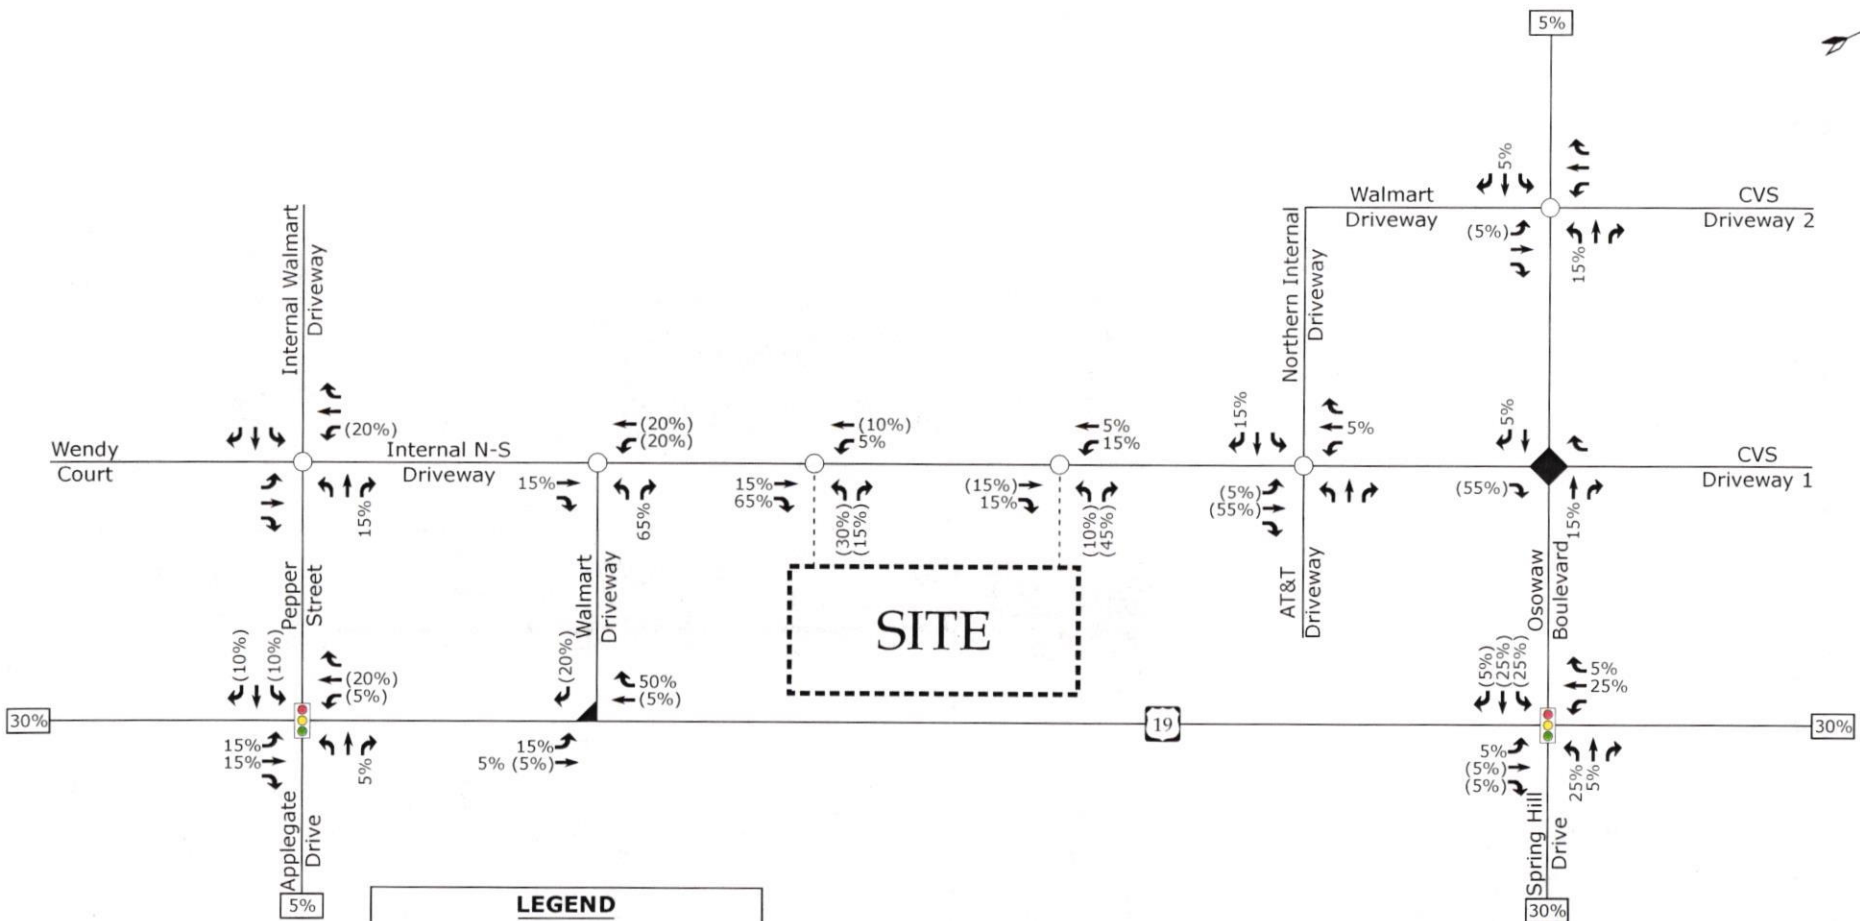 5%
5%
Walmart
Driveway
CVS
Driveway 2
(5%)
15%
Internal Walmart
Driveway
Northern Internal
Driveway
(20%)
Wendy
Court
Internal N-S
Driveway
15%
(20%)
(20%)
15%
65%
(10%)
5%
15%
65%
(30%)
(15%)
5%
15%
(15%)
15%
(10%)
(45%)
15%
5%
(5%)
(55%)
5%
(55%)
15%
CVS
Driveway 1
Pepper
Street
Walmart
Driveway
SITE
AT&T
Driveway
Osowaw
Boulevard
(10%)
(10%)
(20%)
(5%)
(20%)
50%
(5%)
(5%)
(25%)
(25%)
5%
25%
30%
19
30%
15%
15%
5%
15%
5% (5%)
5%
(5%)
(5%)
25%
5%
Applegate
Drive
Spring Hill
Drive
5%
LEGEND
30%